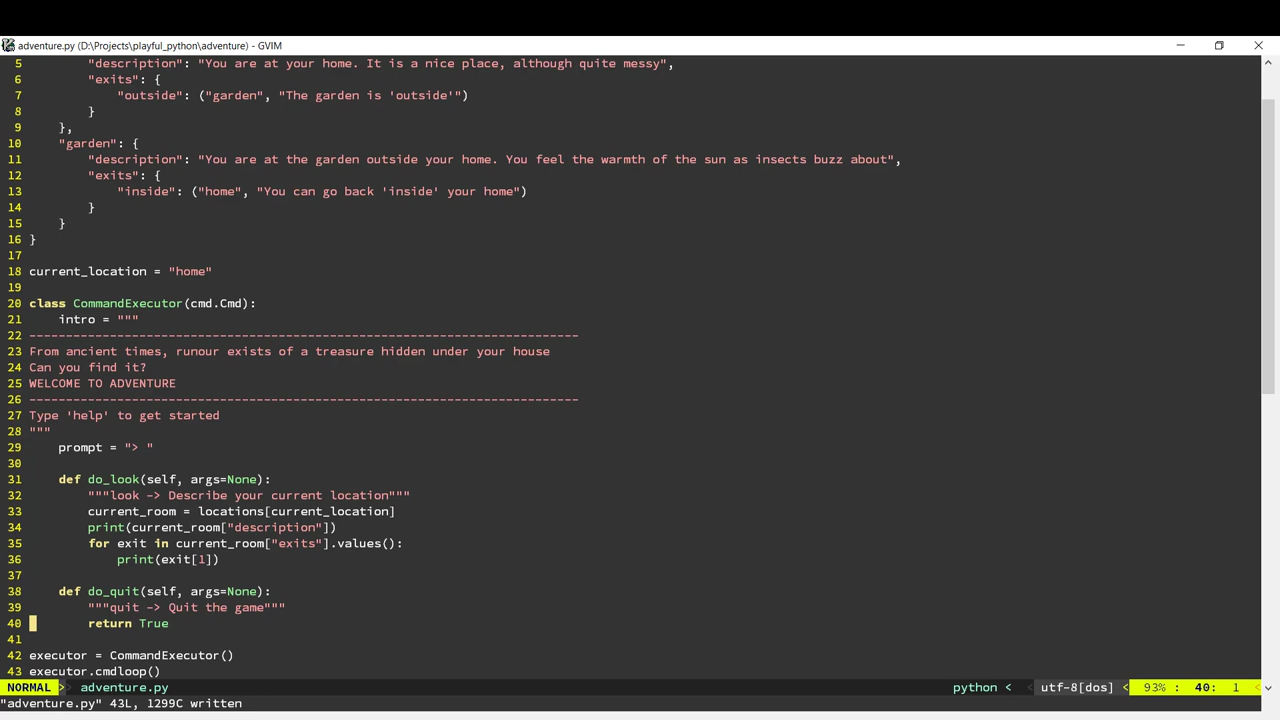 adventure.py (D:\Projects\playful_python\adventure) - GVIM
5         "description": "You are at your home. It is a nice place, although quite messy",
6         "exits": {
7             "outside": ("garden", "The garden is 'outside'")
8         }
9     },
10     "garden": {
11         "description": "You are at the garden outside your home. You feel the warmth of the sun as insects buzz about",
12         "exits": {
13             "inside": ("home", "You can go back 'inside' your home")
14         }
15     }
16 }
17
18 current_location = "home"
19
20 class CommandExecutor(cmd.Cmd):
21     intro = """
22 ---------------------------------------------------------------------------
23 From ancient times, runour exists of a treasure hidden under your house
24 Can you find it?
25 WELCOME TO ADVENTURE
26 ---------------------------------------------------------------------------
27 Type 'help' to get started
28 """
29     prompt = "> "
30
31     def do_look(self, args=None):
32         """look -> Describe your current location"""
33         current_room = locations[current_location]
34         print(current_room["description"])
35         for exit in current_room["exits"].values():
36             print(exit[1])
37
38     def do_quit(self, args=None):
39         """quit -> Quit the game"""
40         return True
41
42 executor = CommandExecutor()
43 executor.cmdloop()
NORMAL > adventure.py python < < utf-8[dos] < 93% : 40: 1 <
"adventure.py" 43L, 1299C written